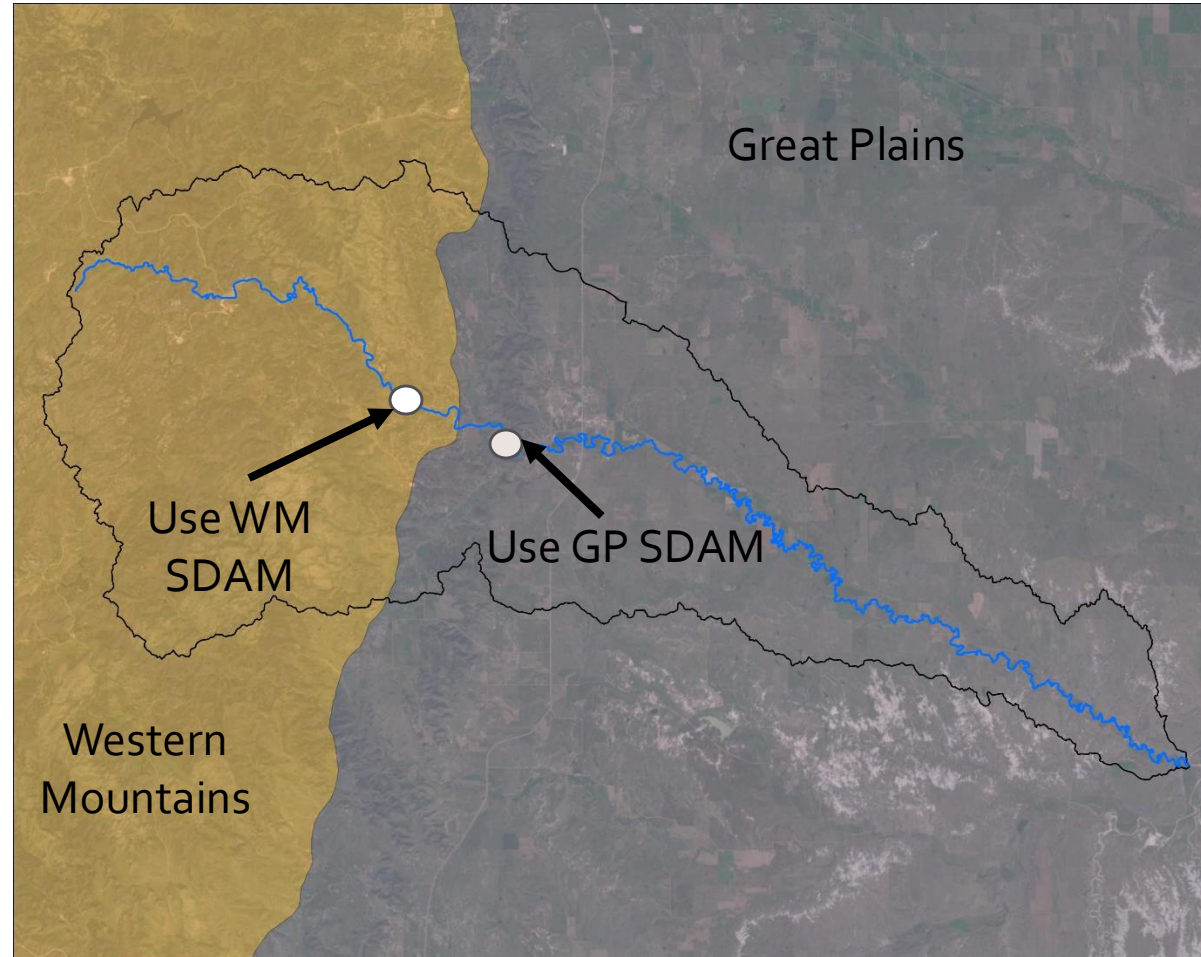 Great Plains
Use WM
SDAM
Use GP SDAM
Western
Mountains